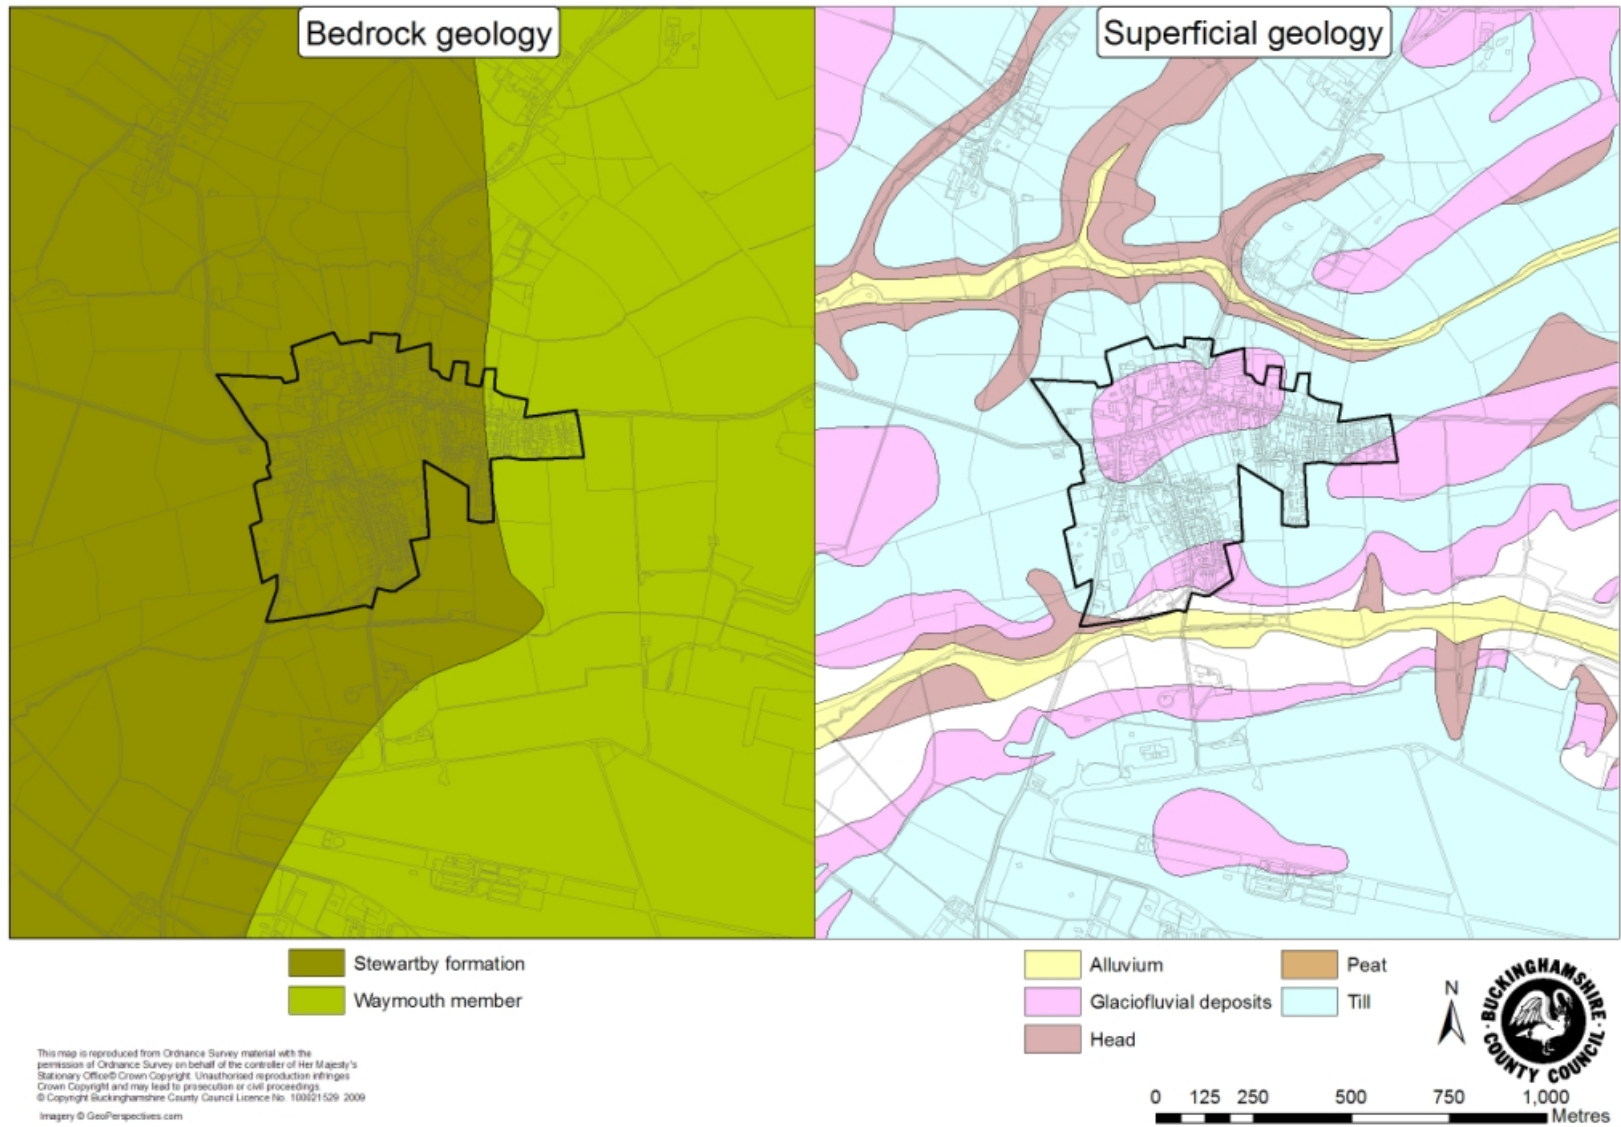 Bedrock geology
Superficial geology
Stewartby formation
Waymouth member
Alluvium
Glaciofluvial deposits
Head
Peat
Till
N
BUCKINGHAMSHIRE
COUNTY COUNCIL
0 125 250 500 750 1,000
Metres
This map is reproduced from Ordnance Survey material with the
permission of Ordnance Survey on behalf of the controller of Her Majesty's
Stationary Office© Crown Copyright. Unauthorised reproduction infringes
Crown Copyright and may lead to prosecution or civil proceedings.
© Copyright Buckinghamshire County Council Licence No. 100021529 2009
Imagery © GeoPerspectives.com